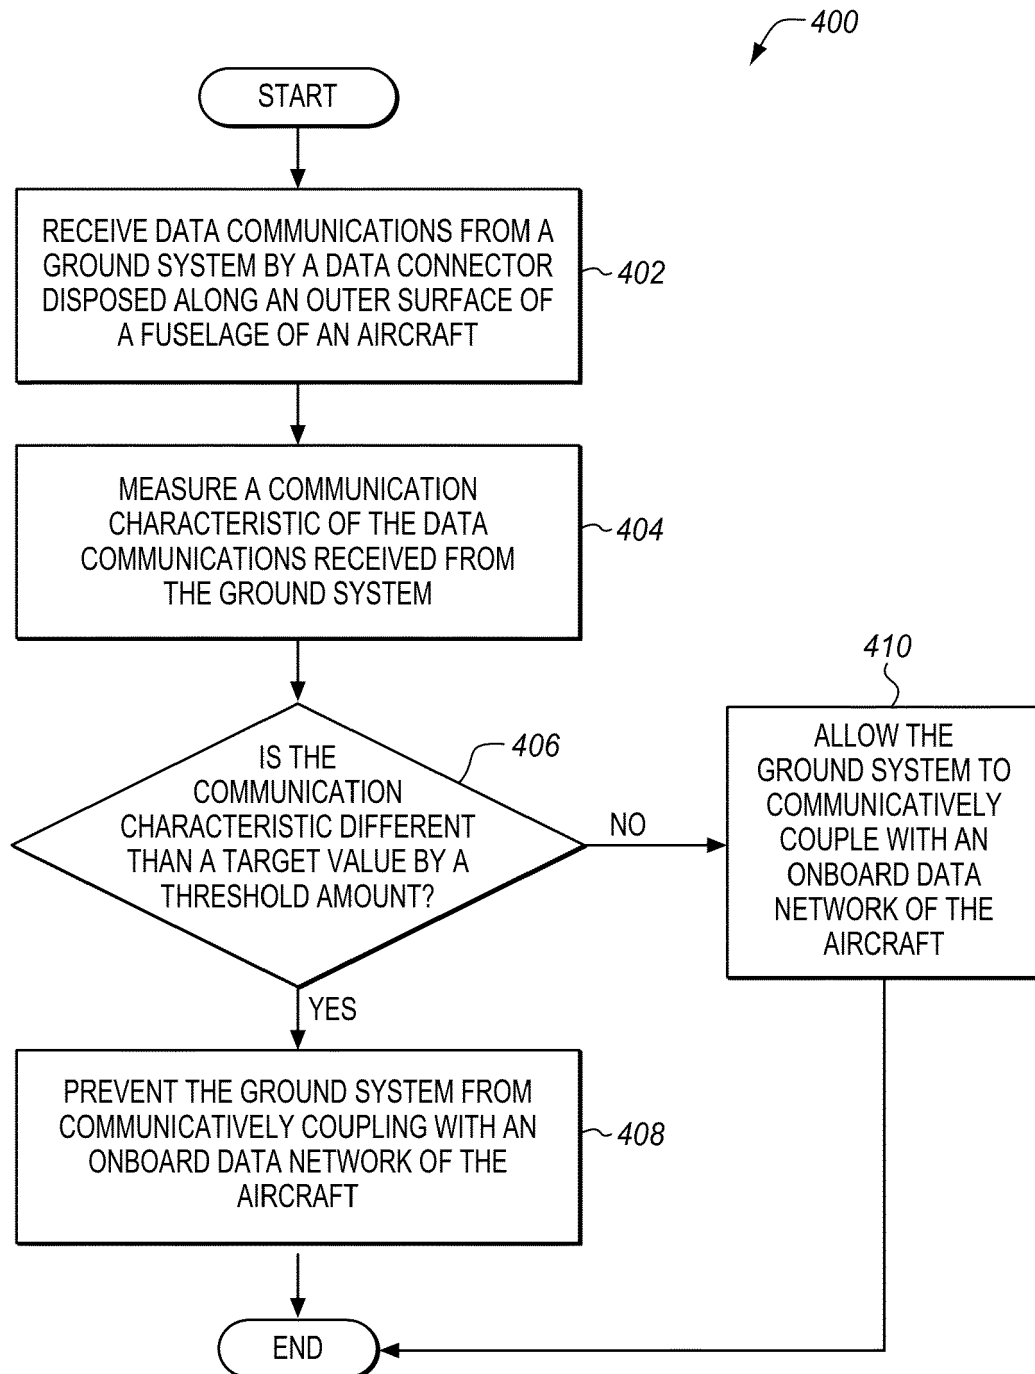 400
START
RECEIVE DATA COMMUNICATIONS FROM A
GROUND SYSTEM BY A DATA CONNECTOR
DISPOSED ALONG AN OUTER SURFACE OF
A FUSELAGE OF AN AIRCRAFT
402
MEASURE A COMMUNICATION
CHARACTERISTIC OF THE DATA
COMMUNICATIONS RECEIVED FROM
THE GROUND SYSTEM
404
IS THE
COMMUNICATION
CHARACTERISTIC DIFFERENT
THAN A TARGET VALUE BY A
THRESHOLD AMOUNT?
406
NO
410
ALLOW THE
GROUND SYSTEM TO
COMMUNICATIVELY
COUPLE WITH AN
ONBOARD DATA
NETWORK OF THE
AIRCRAFT
YES
PREVENT THE GROUND SYSTEM FROM
COMMUNICATIVELY COUPLING WITH AN
ONBOARD DATA NETWORK OF THE
AIRCRAFT
408
END